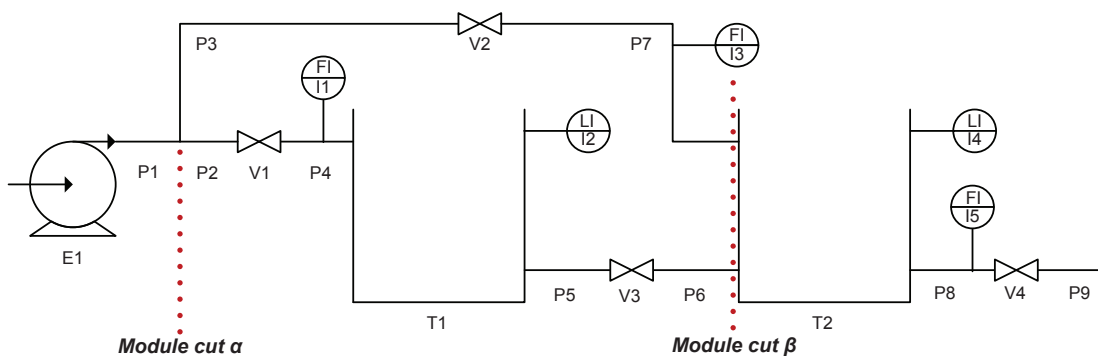 P3
V2
P7
FI
I3
FI
I1
LI
I2
LI
I4
P1
P2
V1
P4
FI
I5
E1
P5
V3
P6
P8
V4
P9
T1
T2
Module cut α
Module cut β